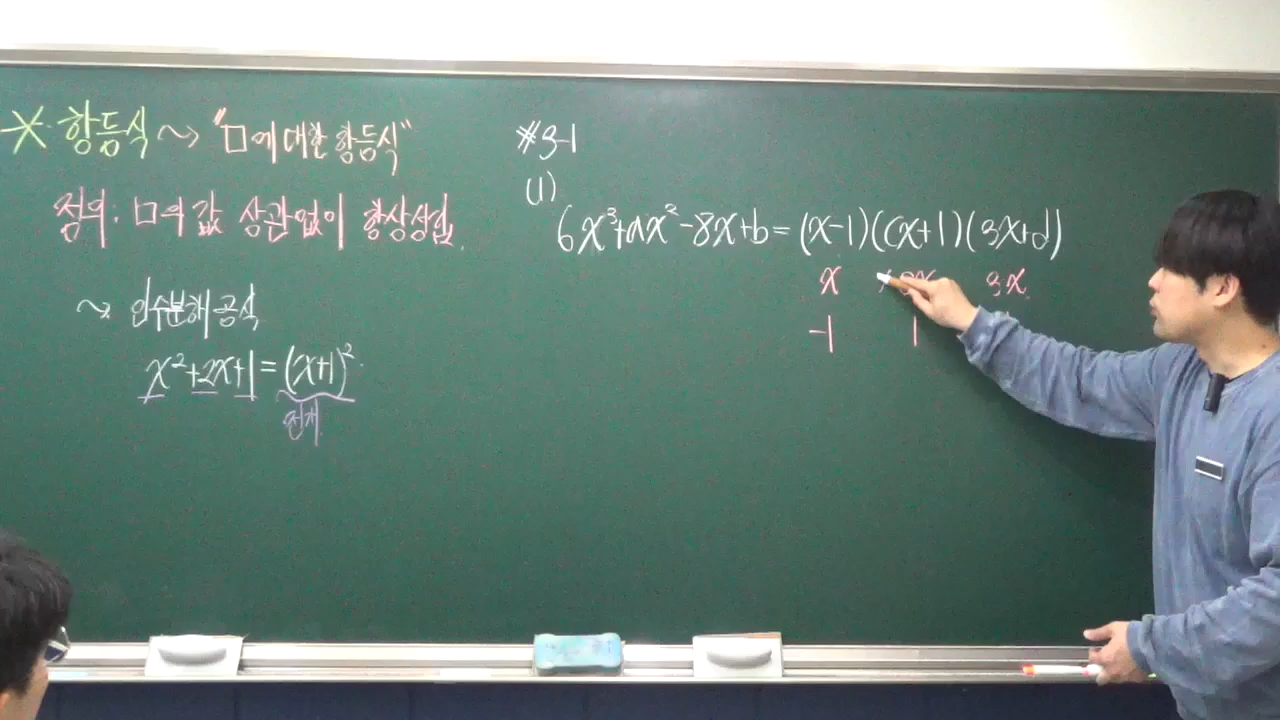 * 항등식 ~> "□에 대한 항등식"
정의: □의 값 상관없이 항상성립.
~> 인수분해 공식
x²+2x+1=(x+1)²
전개
#3-1
(1)
6x³+ax²-8x+b=(x-1)(cx+1)(3x+d)
x 3x
-1 1